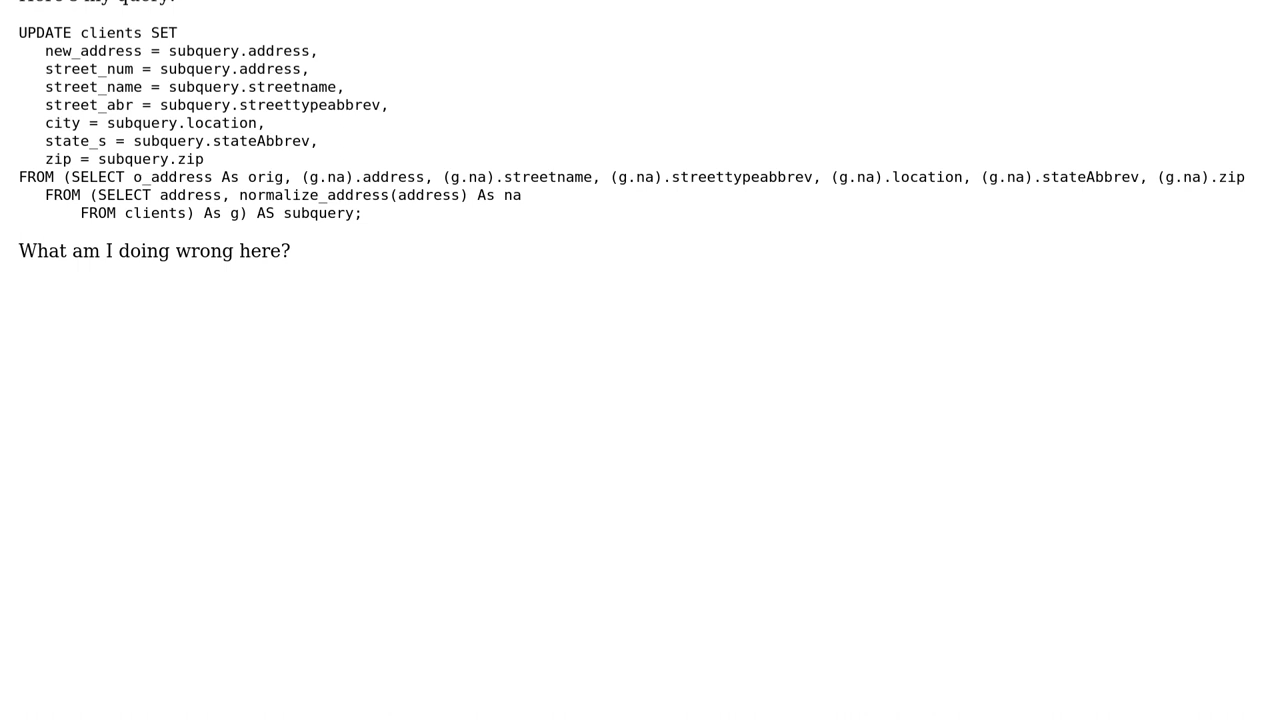 Here's my query:
UPDATE clients SET
   new_address = subquery.address,
   street_num = subquery.address,
   street_name = subquery.streetname,
   street_abr = subquery.streettypeabbrev,
   city = subquery.location,
   state_s = subquery.stateAbbrev,
   zip = subquery.zip
FROM (SELECT o_address As orig, (g.na).address, (g.na).streetname, (g.na).streettypeabbrev, (g.na).location, (g.na).stateAbbrev, (g.na).zip
   FROM (SELECT address, normalize_address(address) As na
       FROM clients) As g) AS subquery;
What am I doing wrong here?